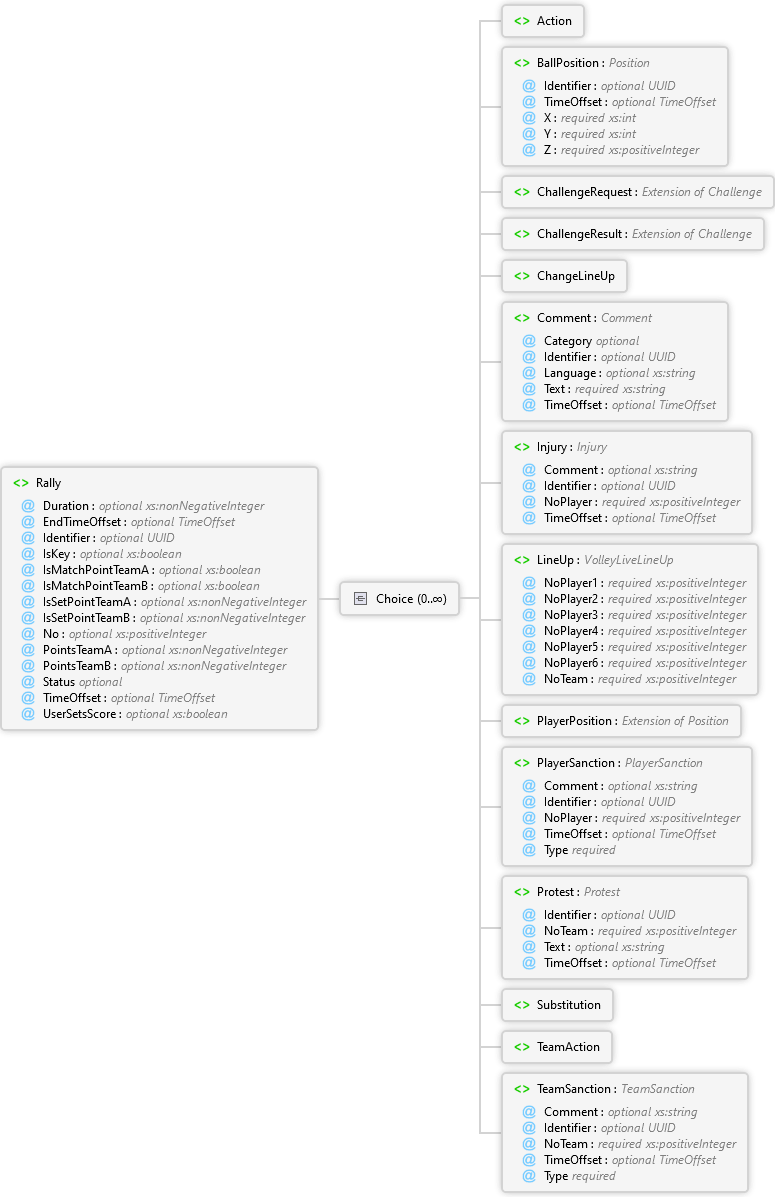 <> Rally
@ Duration : optional xs:nonNegativeInteger
@ EndTimeOffset : optional TimeOffset
@ Identifier : optional UUID
@ IsKey : optional xs:boolean
@ IsMatchPointTeamA : optional xs:boolean
@ IsMatchPointTeamB : optional xs:boolean
@ IsSetPointTeamA : optional xs:nonNegativeInteger
@ IsSetPointTeamB : optional xs:nonNegativeInteger
@ No : optional xs:positiveInteger
@ PointsTeamA : optional xs:nonNegativeInteger
@ PointsTeamB : optional xs:nonNegativeInteger
@ Status optional
@ TimeOffset : optional TimeOffset
@ UserSetsScore : optional xs:boolean
Choice (0..∞)
<> Action
<> BallPosition : Position
@ Identifier : optional UUID
@ TimeOffset : optional TimeOffset
@ X : required xs:int
@ Y : required xs:int
@ Z : required xs:positiveInteger
<> ChallengeRequest : Extension of Challenge
<> ChallengeResult : Extension of Challenge
<> ChangeLineUp
<> Comment : Comment
@ Category optional
@ Identifier : optional UUID
@ Language : optional xs:string
@ Text : required xs:string
@ TimeOffset : optional TimeOffset
<> Injury : Injury
@ Comment : optional xs:string
@ Identifier : optional UUID
@ NoPlayer : required xs:positiveInteger
@ TimeOffset : optional TimeOffset
<> LineUp : VolleyLiveLineUp
@ NoPlayer1 : required xs:positiveInteger
@ NoPlayer2 : required xs:positiveInteger
@ NoPlayer3 : required xs:positiveInteger
@ NoPlayer4 : required xs:positiveInteger
@ NoPlayer5 : required xs:positiveInteger
@ NoPlayer6 : required xs:positiveInteger
@ NoTeam : required xs:positiveInteger
<> PlayerPosition : Extension of Position
<> PlayerSanction : PlayerSanction
@ Comment : optional xs:string
@ Identifier : optional UUID
@ NoPlayer : required xs:positiveInteger
@ TimeOffset : optional TimeOffset
@ Type required
<> Protest : Protest
@ Identifier : optional UUID
@ NoTeam : required xs:positiveInteger
@ Text : optional xs:string
@ TimeOffset : optional TimeOffset
<> Substitution
<> TeamAction
<> TeamSanction : TeamSanction
@ Comment : optional xs:string
@ Identifier : optional UUID
@ NoTeam : required xs:positiveInteger
@ TimeOffset : optional TimeOffset
@ Type required